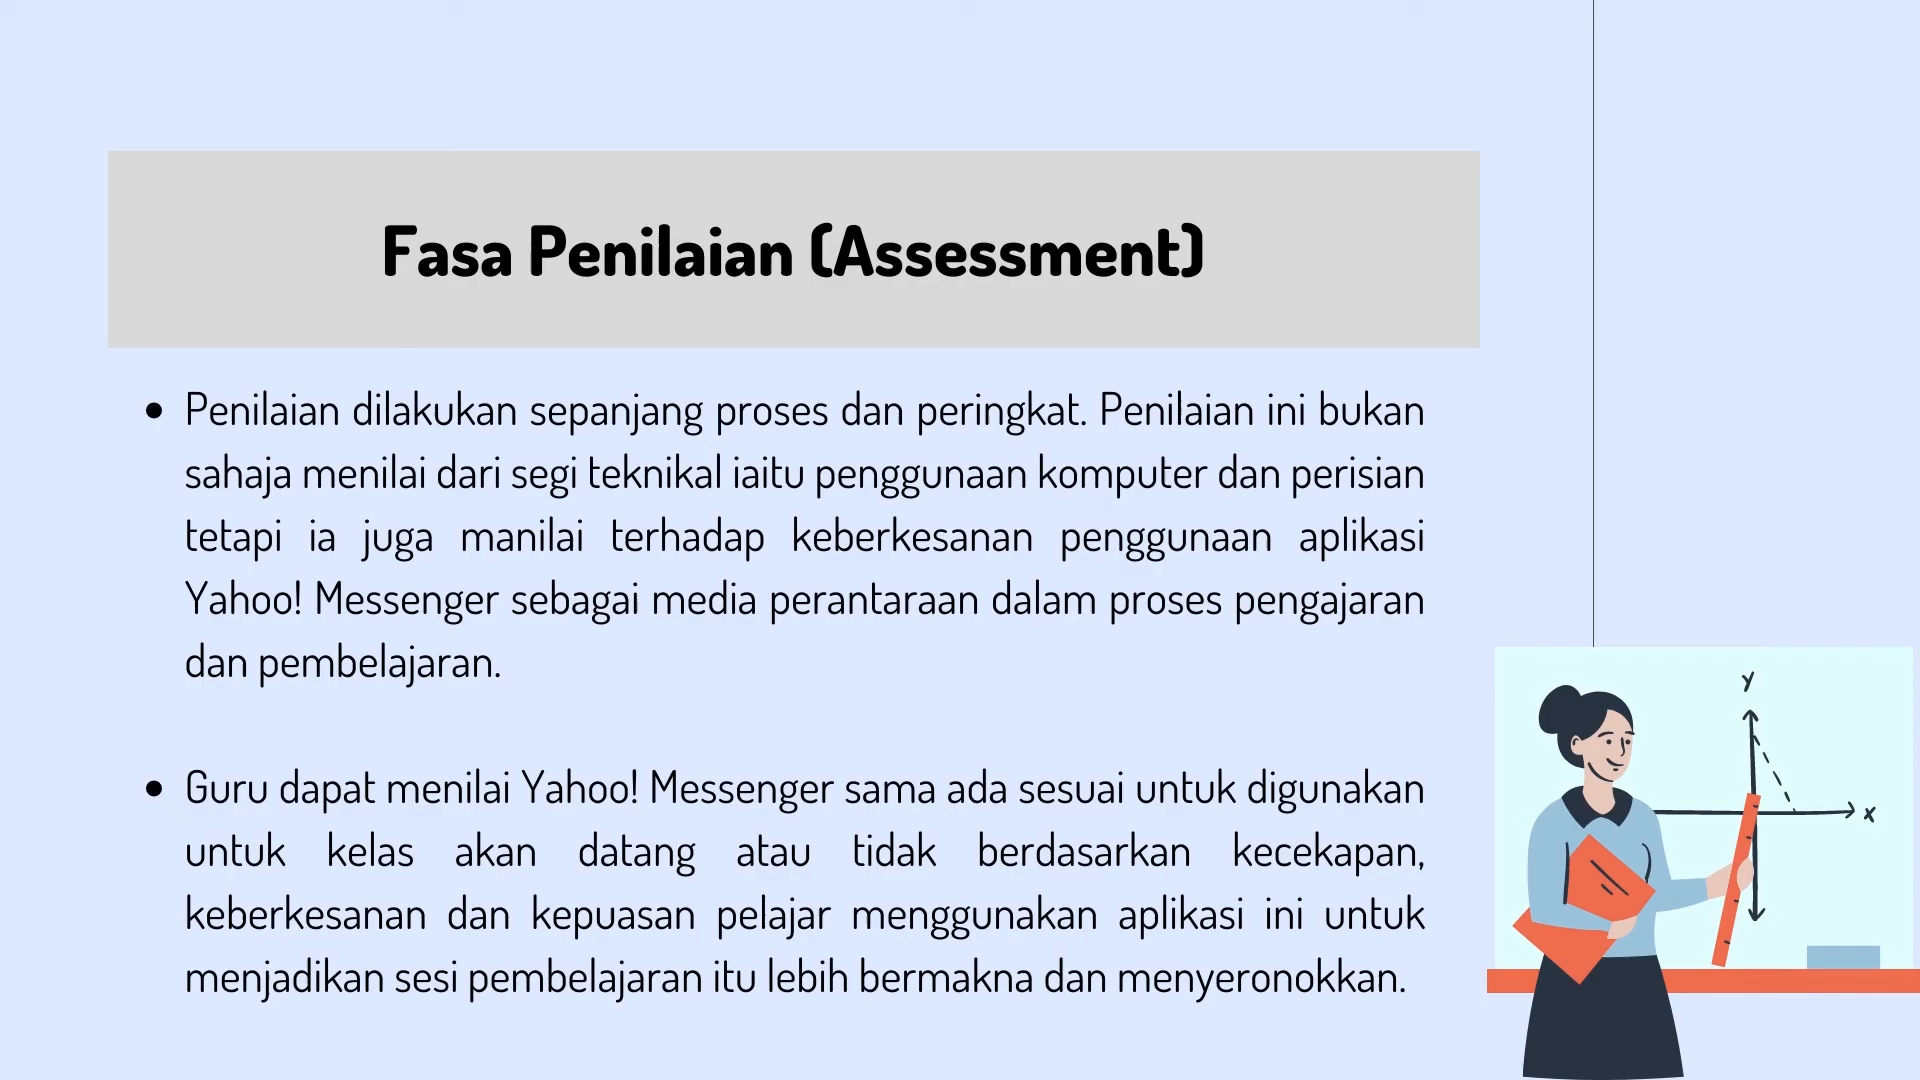 Fasa Penilaian (Assessment)
• Penilaian dilakukan sepanjang proses dan peringkat. Penilaian ini bukan
sahaja menilai dari segi teknikal iaitu penggunaan komputer dan perisian
tetapi ia juga manilai terhadap keberkesanan penggunaan aplikasi
Yahoo! Messenger sebagai media perantaraan dalam proses pengajaran
dan pembelajaran.
• Guru dapat menilai Yahoo! Messenger sama ada sesuai untuk digunakan
untuk kelas akan datang atau tidak berdasarkan kecekapan,
keberkesanan dan kepuasan pelajar menggunakan aplikasi ini untuk
menjadikan sesi pembelajaran itu lebih bermakna dan menyeronokkan.
y
x